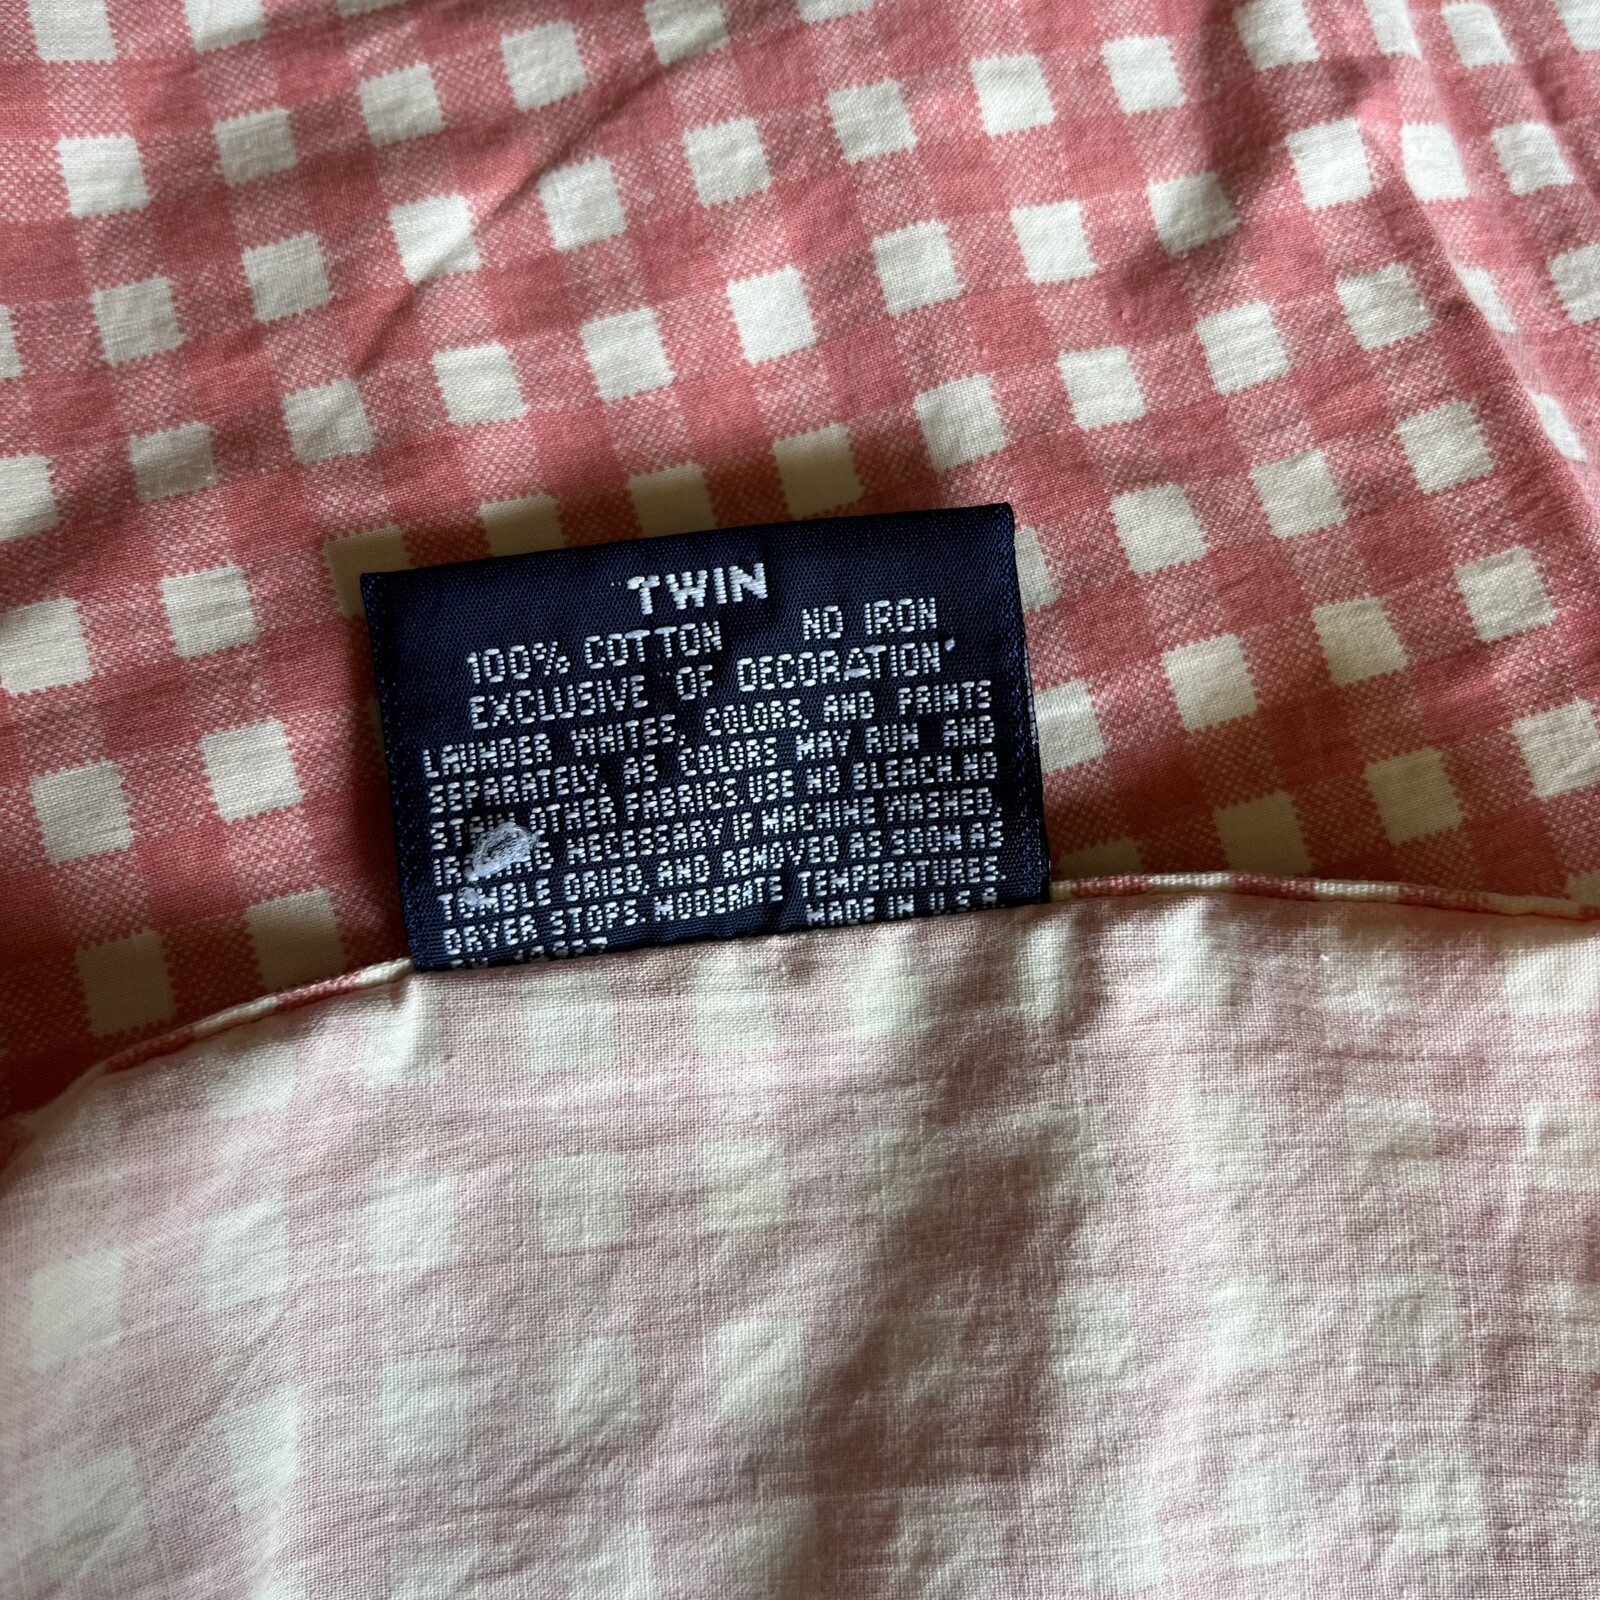 TWIN
100% COTTON NO IRON
EXCLUSIVE OF DECORATION
LAUNDER WHITES, COLORS, AND PRINTS
SEPARATELY, AS COLORS MAY RUN AND
STAIN OTHER FABRICS USE NO BLEACH. NO
IRONING NECESSARY IF MACHINE WASHED,
TUMBLE DRIED, AND REMOVED AS SOON AS
DRYER STOPS. MODERATE TEMPERATURES.
MADE IN U.S.A.